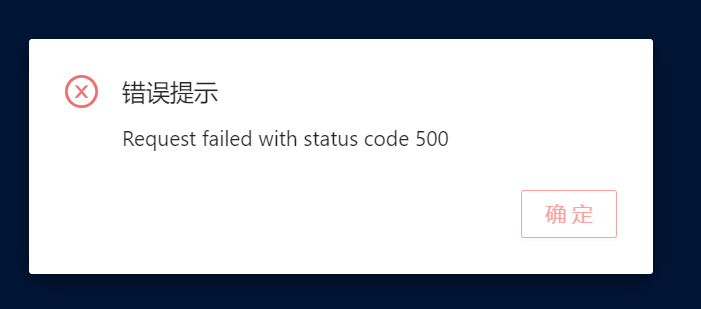 错误提示
Request failed with status code 500
确 定